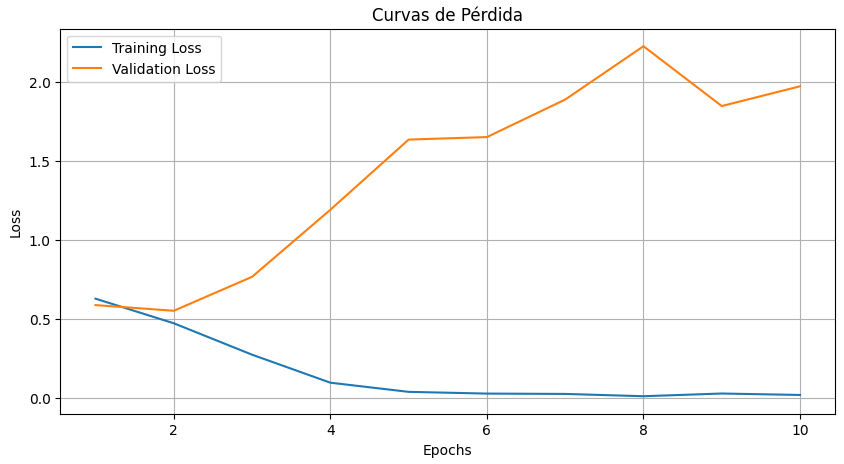 Curvas de Pérdida
Training Loss
Validation Loss
2.0
1.5
1.0
0.5
0.0
Loss
2 4 6 8 10
Epochs